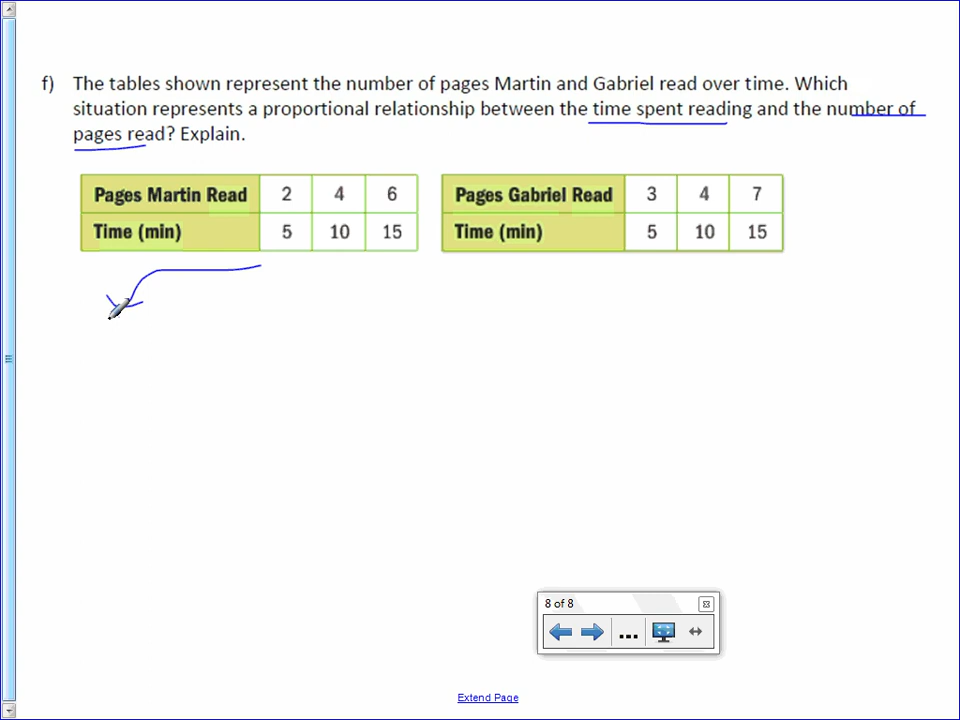 f) The tables shown represent the number of pages Martin and Gabriel read over time. Which
situation represents a proportional relationship between the time spent reading and the number of
pages read? Explain.
Pages Martin Read 2 4 6
Time (min) 5 10 15
Pages Gabriel Read 3 4 7
Time (min) 5 10 15
8 of 8
...
Extend Page